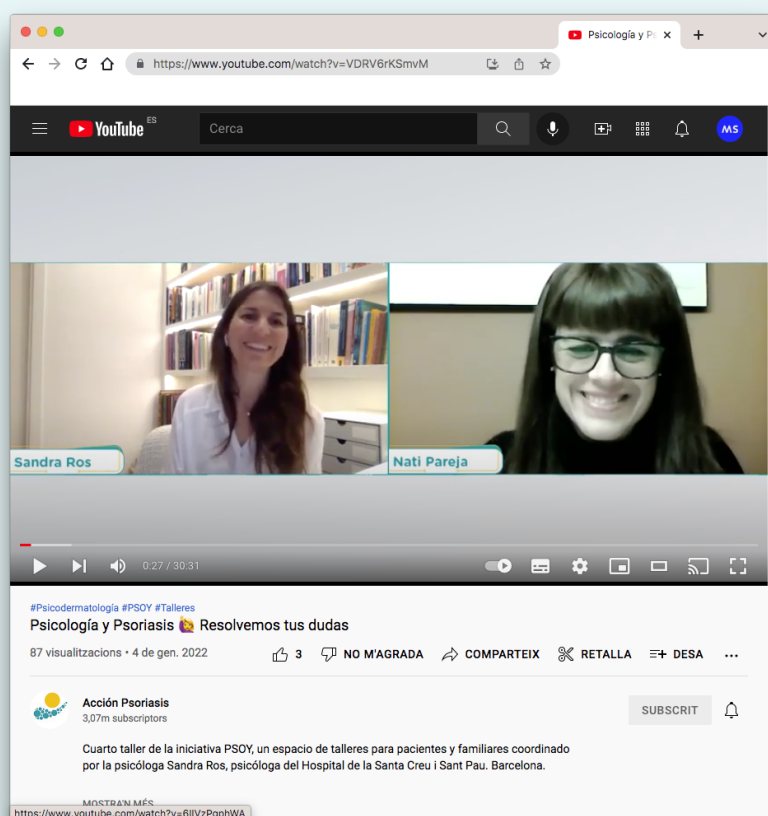 Psicología y Ps
https://www.youtube.com/watch?v=VDRV6rKSmvM
YouTube ES
Cerca
MS
Sandra Ros
Nati Pareja
0:27 / 30:31
#Psicodermatología #PSOY #Talleres
Psicología y Psoriasis 🙋 Resolvemos tus dudas
87 visualitzacions • 4 de gen. 2022
3 NO M'AGRADA COMPARTEIX RETALLA DESA
Acción Psoriasis
3,07m subscriptors
SUBSCRIT
Cuarto taller de la iniciativa PSOY, un espacio de talleres para pacientes y familiares coordinado
por la psicóloga Sandra Ros, psicóloga del Hospital de la Santa Creu i Sant Pau. Barcelona.
MOSTRA'N MÉS